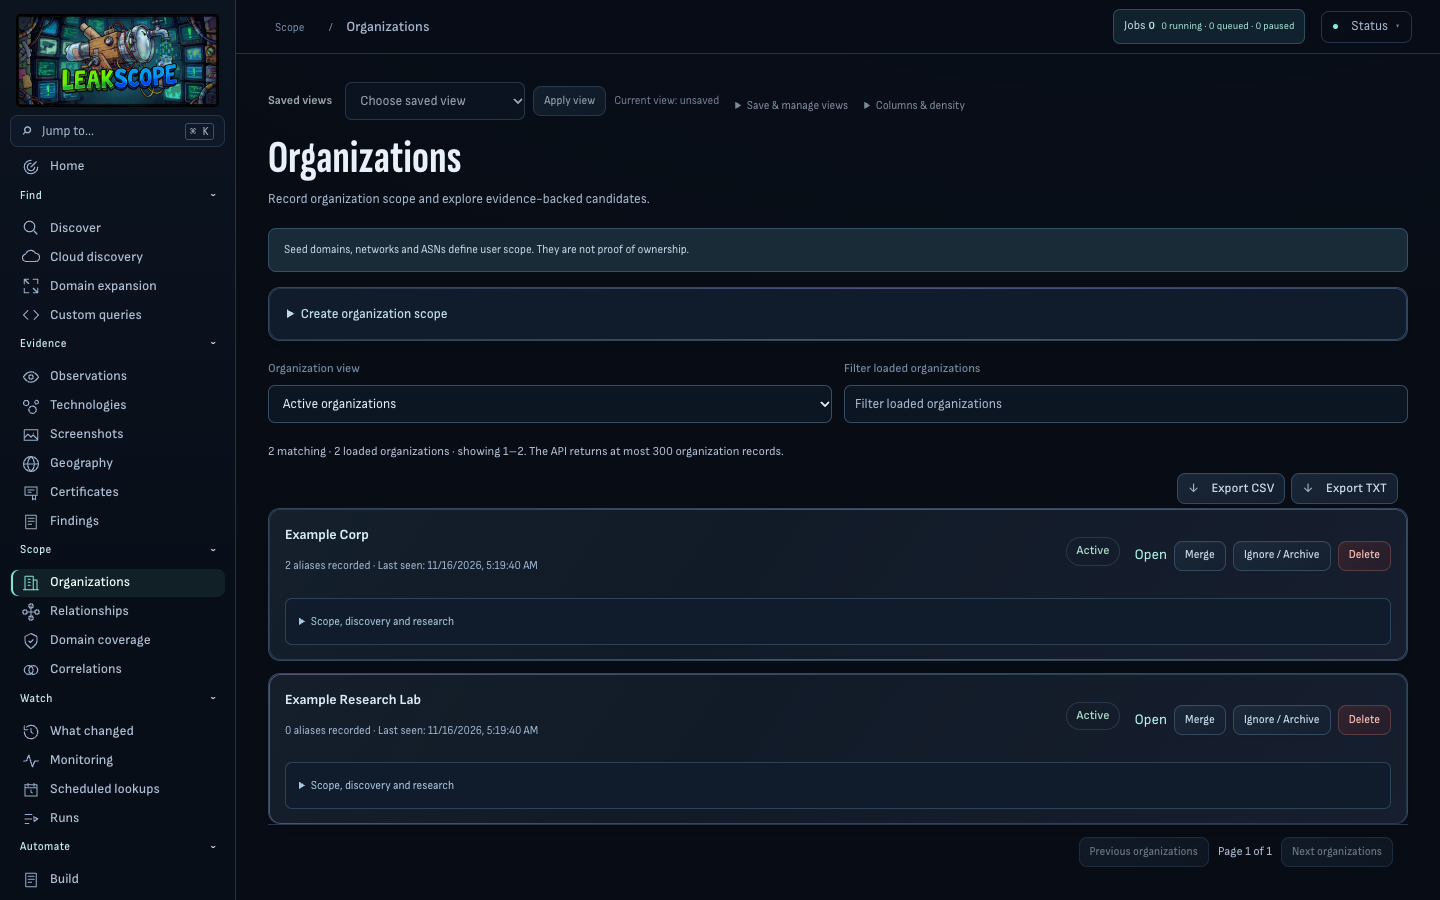 LEAKSCOPE
Jump to...
⌘ K
Home
Find
Discover
Cloud discovery
Domain expansion
Custom queries
Evidence
Observations
Technologies
Screenshots
Geography
Certificates
Findings
Scope
Organizations
Relationships
Domain coverage
Correlations
Watch
What changed
Monitoring
Scheduled lookups
Runs
Automate
Build
Scope / Organizations
Jobs 0 0 running · 0 queued · 0 paused
Status
Saved views Choose saved view Apply view Current view: unsaved Save & manage views Columns & density
Organizations
Record organization scope and explore evidence-backed candidates.
Seed domains, networks and ASNs define user scope. They are not proof of ownership.
Create organization scope
Organization view
Active organizations
Filter loaded organizations
Filter loaded organizations
2 matching · 2 loaded organizations · showing 1–2. The API returns at most 300 organization records.
Export CSV Export TXT
Example Corp
2 aliases recorded · Last seen: 11/16/2026, 5:19:40 AM
Active Open Merge Ignore / Archive Delete
Scope, discovery and research
Example Research Lab
0 aliases recorded · Last seen: 11/16/2026, 5:19:40 AM
Active Open Merge Ignore / Archive Delete
Scope, discovery and research
Previous organizations Page 1 of 1 Next organizations